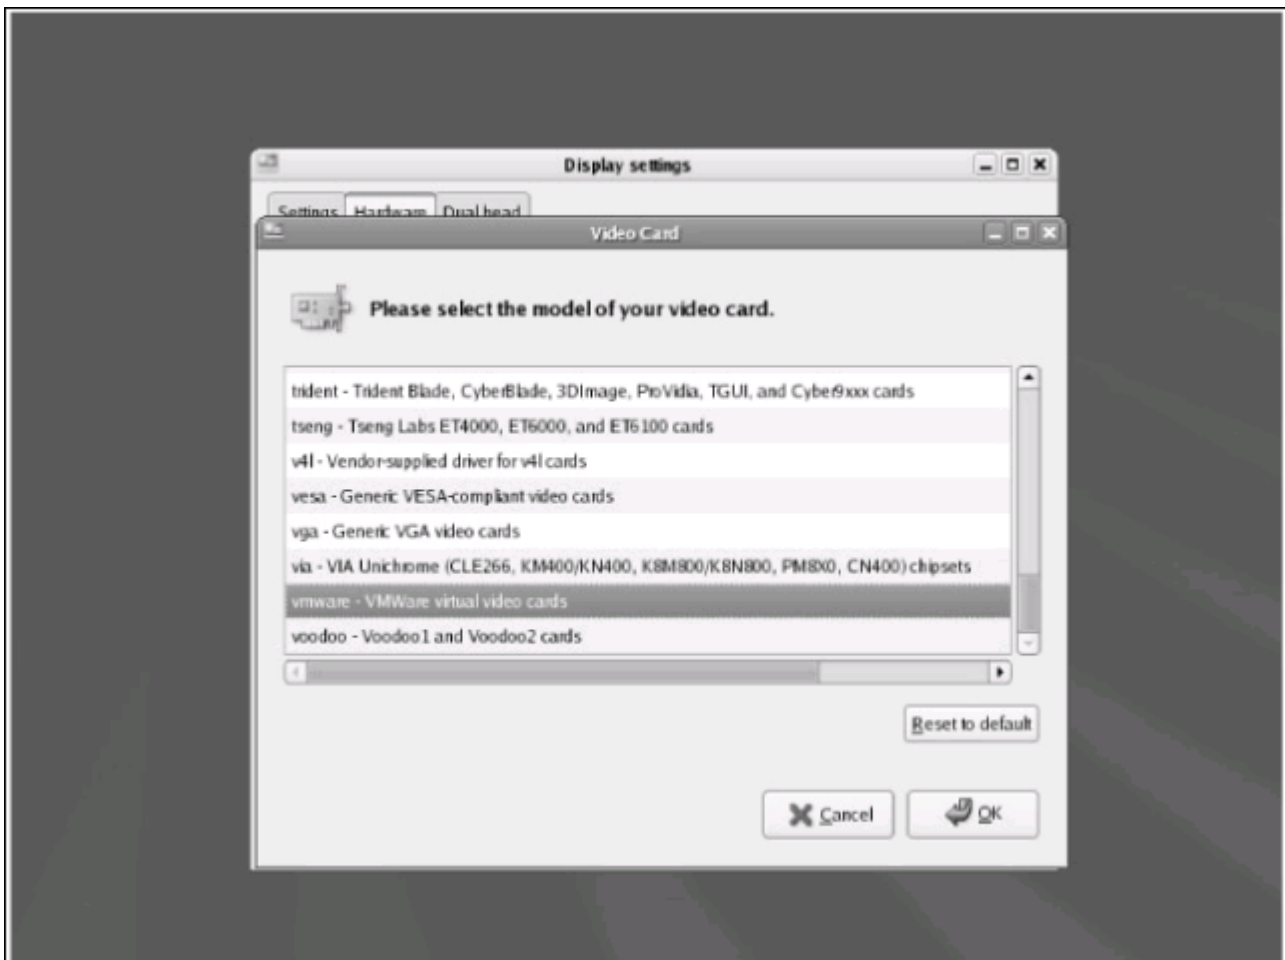 Display settings
Settings Hardware Dual head
Video Card
Please select the model of your video card.
trident - Trident Blade, CyberBlade, 3DImage, ProVidia, TGUI, and Cyber9xxx cards
tseng - Tseng Labs ET4000, ET6000, and ET6100 cards
v4l - Vendor-supplied driver for v4l cards
vesa - Generic VESA-compliant video cards
vga - Generic VGA video cards
via - VIA Unichrome (CLE266, KM400/KN400, K8M800/K8N800, PM8X0, CN400) chipsets
vmware - VMWare virtual video cards
voodoo - Voodoo1 and Voodoo2 cards
Reset to default
Cancel
OK